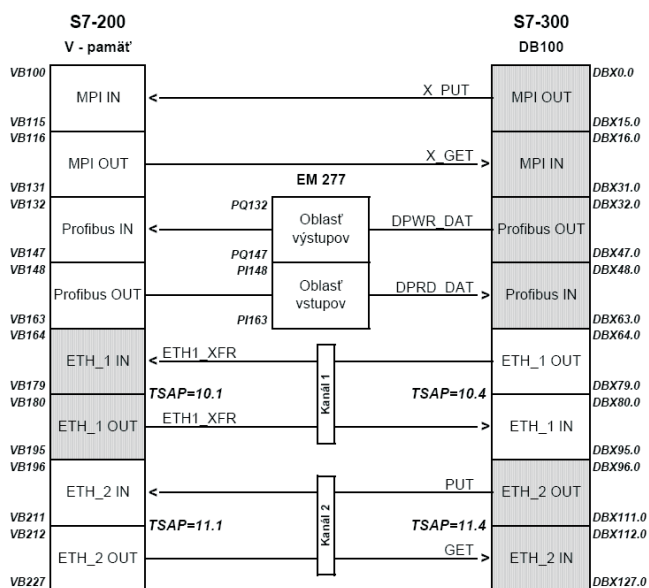 S7-200
S7-300
V - pamäť
DB100
VB100
DBX0.0
MPI IN
X_PUT
MPI OUT
VB115
DBX15.0
VB116
DBX16.0
MPI OUT
X_GET
MPI IN
VB131
EM 277
DBX31.0
VB132
PQ132
DBX32.0
Profibus IN
Oblasť
výstupov
DPWR_DAT
Profibus OUT
VB147
PQ147
DBX47.0
VB148
PI148
DBX48.0
Profibus OUT
Oblasť
vstupov
DPRD_DAT
Profibus IN
VB163
PI163
DBX63.0
VB164
DBX64.0
ETH_1 IN
ETH1_XFR
Kanál 1
ETH_1 OUT
VB179
TSAP=10.1
TSAP=10.4
DBX79.0
VB180
DBX80.0
ETH_1 OUT
ETH1_XFR
ETH_1 IN
VB195
DBX95.0
VB196
DBX96.0
ETH_2 IN
PUT
ETH_2 OUT
Kanál 2
VB211
TSAP=11.1
TSAP=11.4
DBX111.0
VB212
DBX112.0
ETH_2 OUT
GET
ETH_2 IN
VB227
DBX127.0